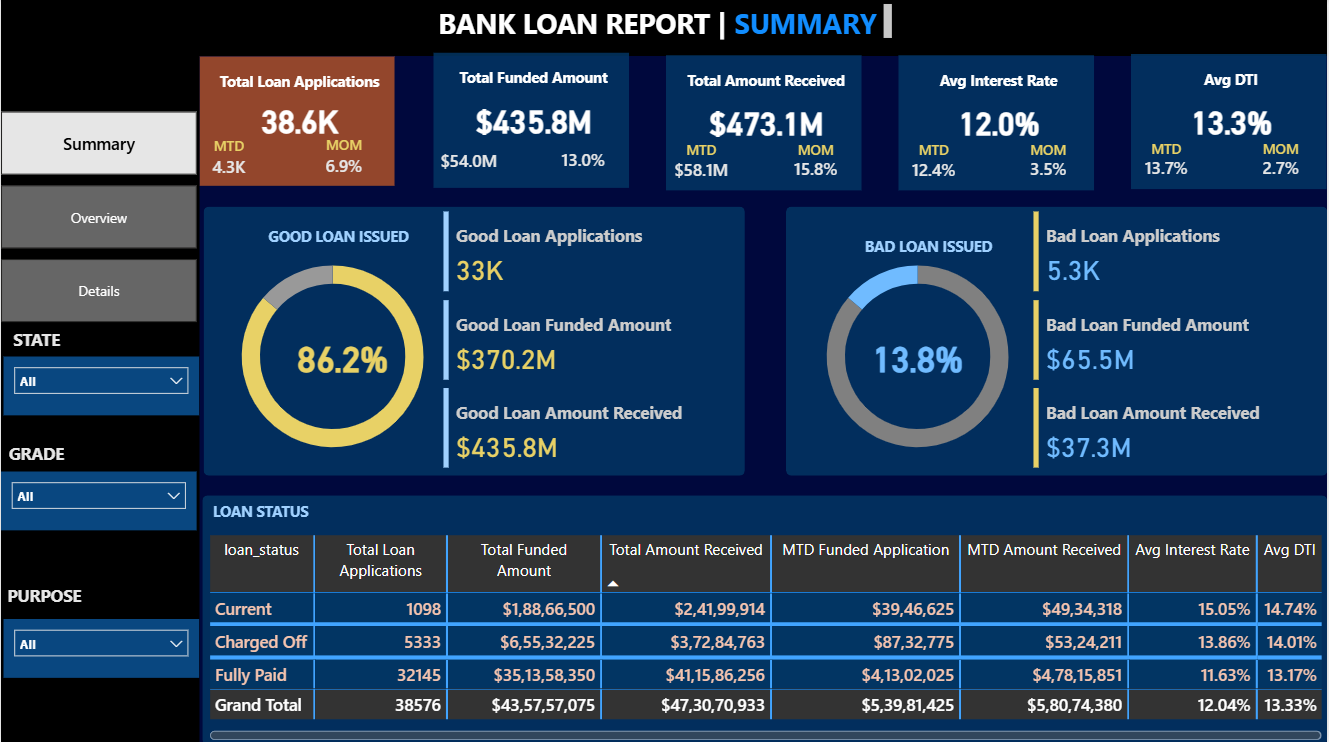 BANK LOAN REPORT | SUMMARY
Total Loan Applications
38.6K
MTD MOM
4.3K 6.9%
Total Funded Amount
$435.8M
$54.0M 13.0%
Total Amount Received
$473.1M
MTD MOM
$58.1M 15.8%
Avg Interest Rate
12.0%
MTD MOM
12.4% 3.5%
Avg DTI
13.3%
MTD MOM
13.7% 2.7%
Summary
Overview
Details
STATE
All
GRADE
All
PURPOSE
All
GOOD LOAN ISSUED
86.2%
Good Loan Applications
33K
Good Loan Funded Amount
$370.2M
Good Loan Amount Received
$435.8M
BAD LOAN ISSUED
13.8%
Bad Loan Applications
5.3K
Bad Loan Funded Amount
$65.5M
Bad Loan Amount Received
$37.3M
LOAN STATUS
loan_status Total Loan Applications Total Funded Amount Total Amount Received MTD Funded Application MTD Amount Received Avg Interest Rate Avg DTI
Current 1098 $1,88,66,500 $2,41,99,914 $39,46,625 $49,34,318 15.05% 14.74%
Charged Off 5333 $6,55,32,225 $3,72,84,763 $87,32,775 $53,24,211 13.86% 14.01%
Fully Paid 32145 $35,13,58,350 $41,15,86,256 $4,13,02,025 $4,78,15,851 11.63% 13.17%
Grand Total 38576 $43,57,57,075 $47,30,70,933 $5,39,81,425 $5,80,74,380 12.04% 13.33%